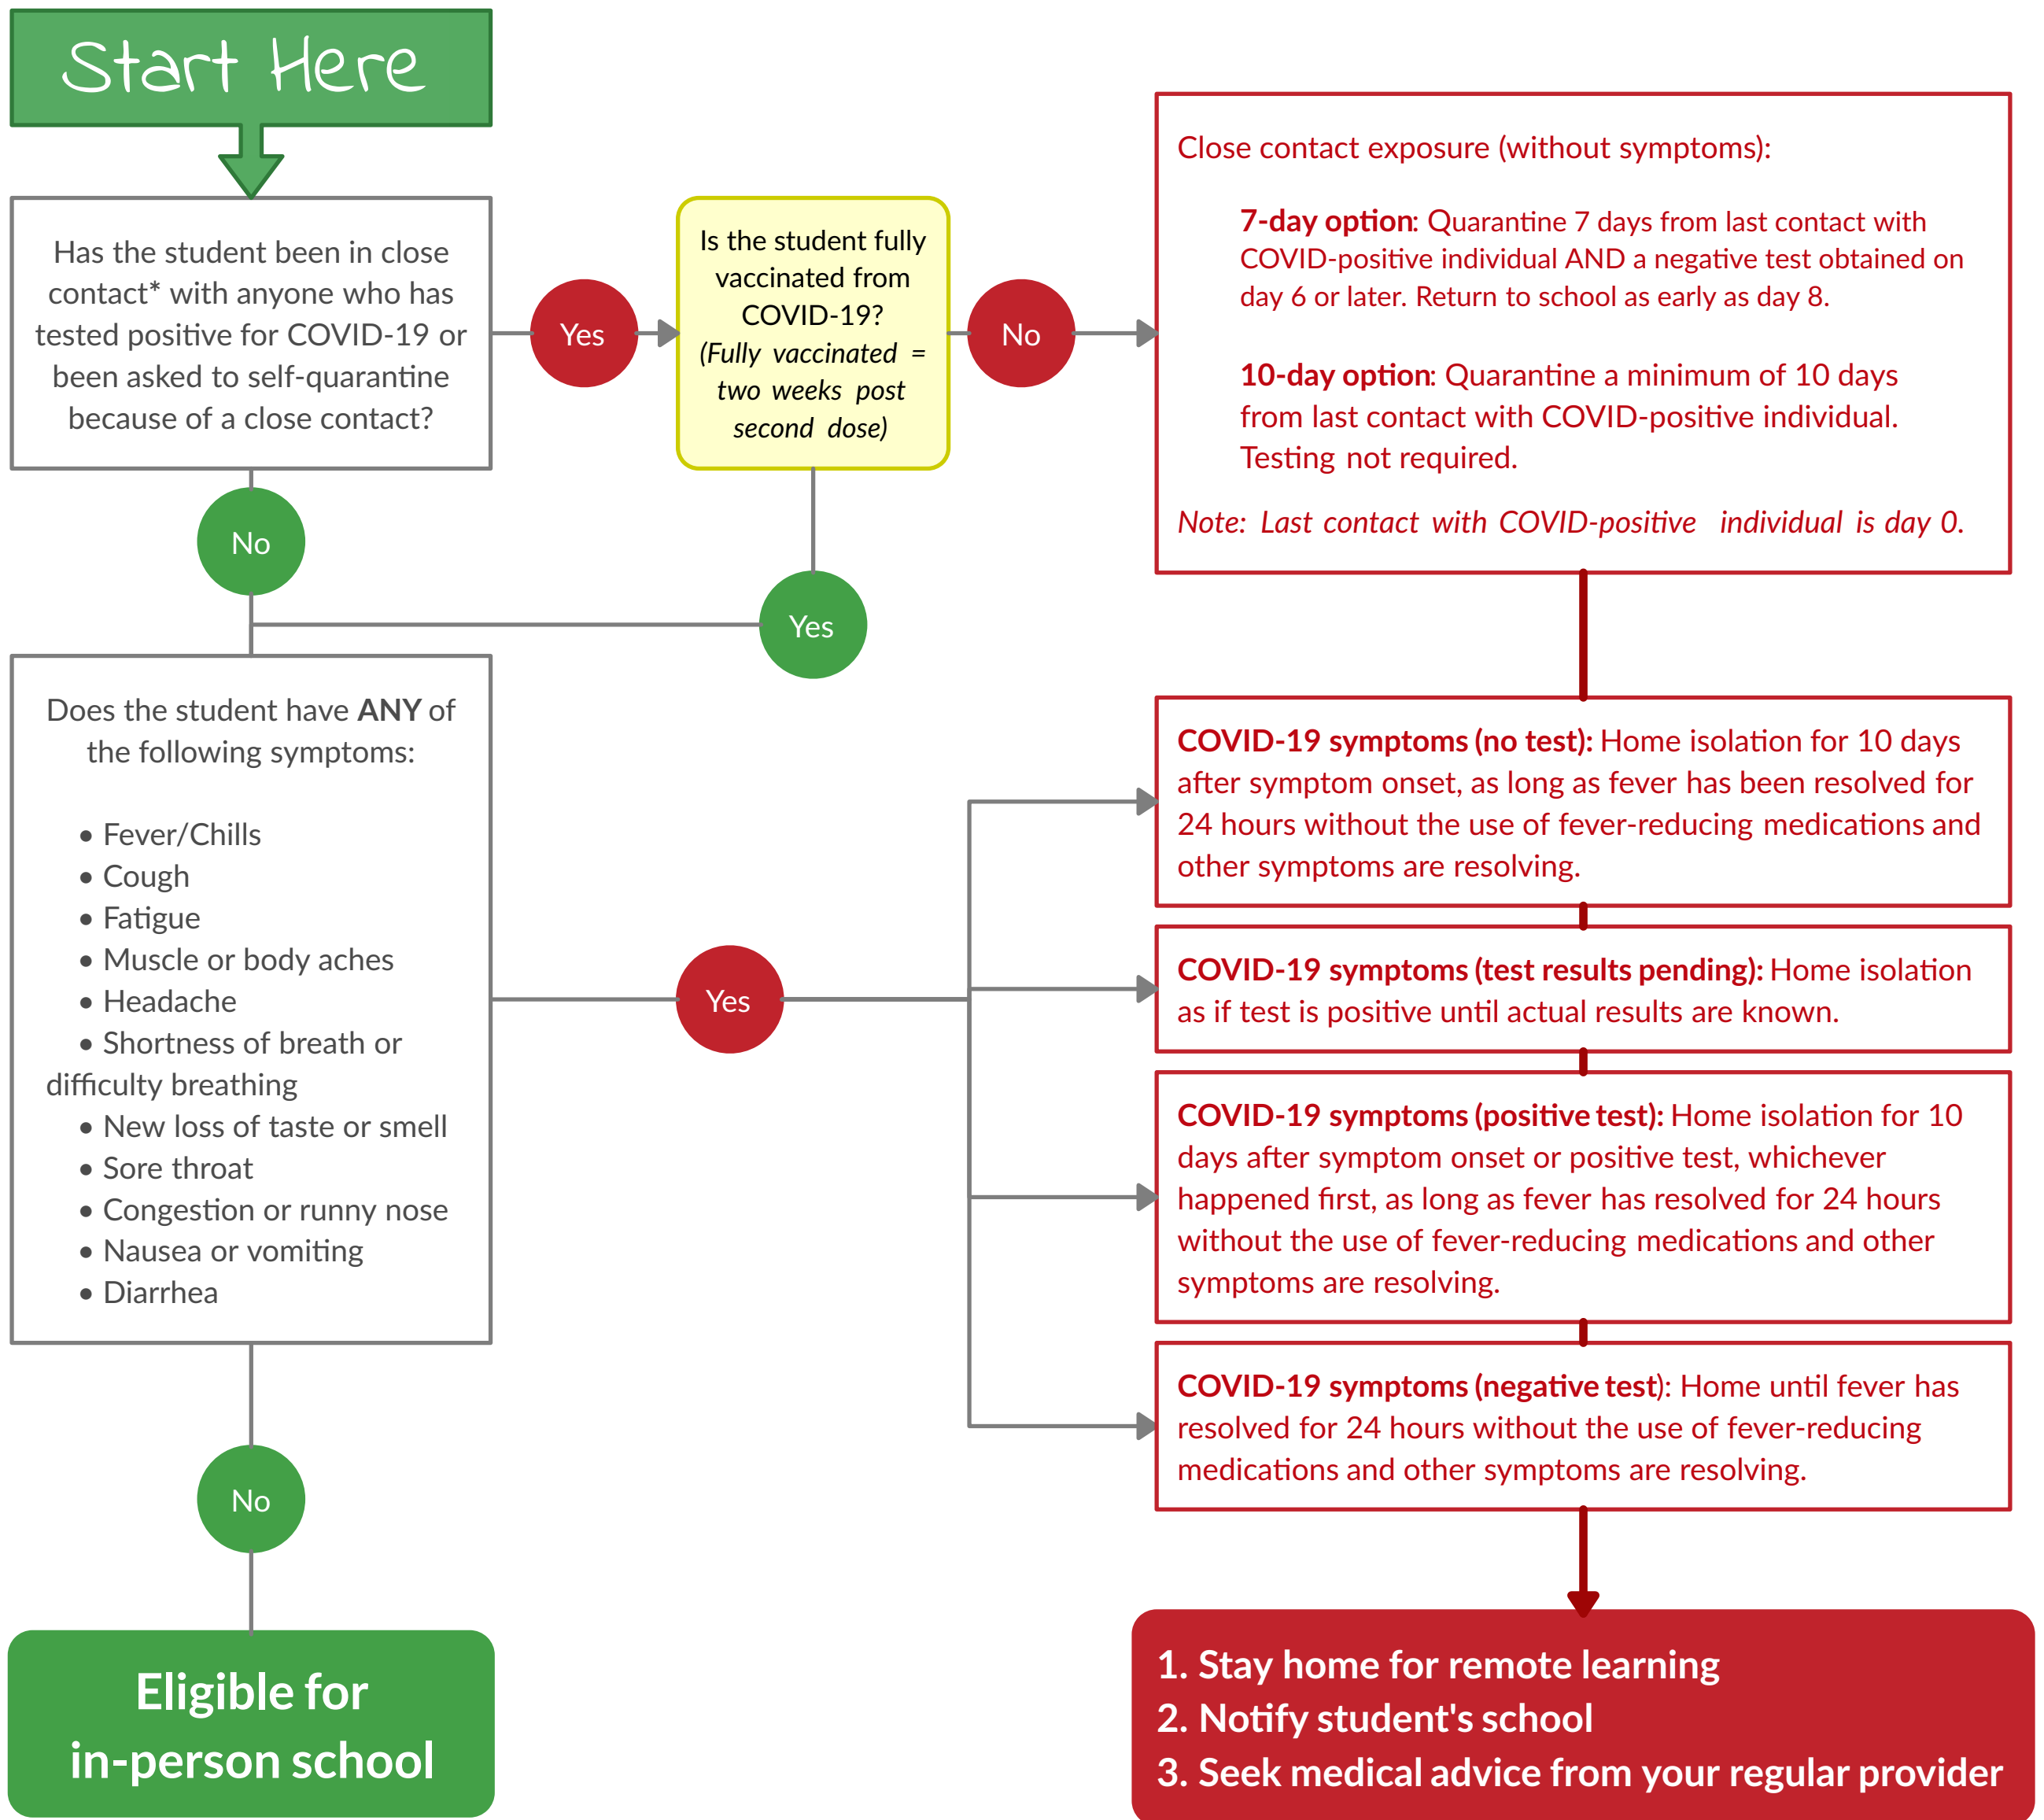 Start Here
Has the student been in close
contact* with anyone who has
tested positive for COVID-19 or
been asked to self-quarantine
because of a close contact?
Yes
Is the student fully
vaccinated from
COVID-19?
(Fully vaccinated =
two weeks post
second dose)
No
Close contact exposure (without symptoms):
7-day option: Quarantine 7 days from last contact with
COVID-positive individual AND a negative test obtained on
day 6 or later. Return to school as early as day 8.
10-day option: Quarantine a minimum of 10 days
from last contact with COVID-positive individual.
Testing not required.
Note: Last contact with COVID-positive individual is day 0.
No
Yes
Does the student have ANY of
the following symptoms:
• Fever/Chills
• Cough
• Fatigue
• Muscle or body aches
• Headache
• Shortness of breath or
difficulty breathing
• New loss of taste or smell
• Sore throat
• Congestion or runny nose
• Nausea or vomiting
• Diarrhea
Yes
COVID-19 symptoms (no test): Home isolation for 10 days
after symptom onset, as long as fever has been resolved for
24 hours without the use of fever-reducing medications and
other symptoms are resolving.
COVID-19 symptoms (test results pending): Home isolation
as if test is positive until actual results are known.
COVID-19 symptoms (positive test): Home isolation for 10
days after symptom onset or positive test, whichever
happened first, as long as fever has resolved for 24 hours
without the use of fever-reducing medications and other
symptoms are resolving.
COVID-19 symptoms (negative test): Home until fever has
resolved for 24 hours without the use of fever-reducing
medications and other symptoms are resolving.
No
Eligible for
in-person school
1. Stay home for remote learning
2. Notify student's school
3. Seek medical advice from your regular provider